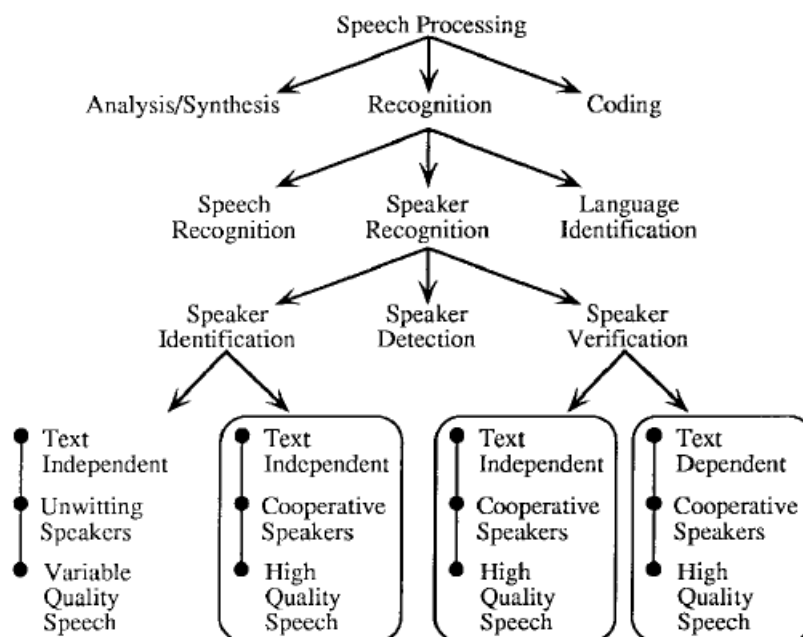 Speech Processing
Analysis/Synthesis
Recognition
Coding
Speech
Recognition
Speaker
Recognition
Language
Identification
Speaker
Identification
Speaker
Detection
Speaker
Verification
Text
Independent
Unwitting
Speakers
Variable
Quality
Speech
Text
Independent
Cooperative
Speakers
High
Quality
Speech
Text
Independent
Cooperative
Speakers
High
Quality
Speech
Text
Dependent
Cooperative
Speakers
High
Quality
Speech